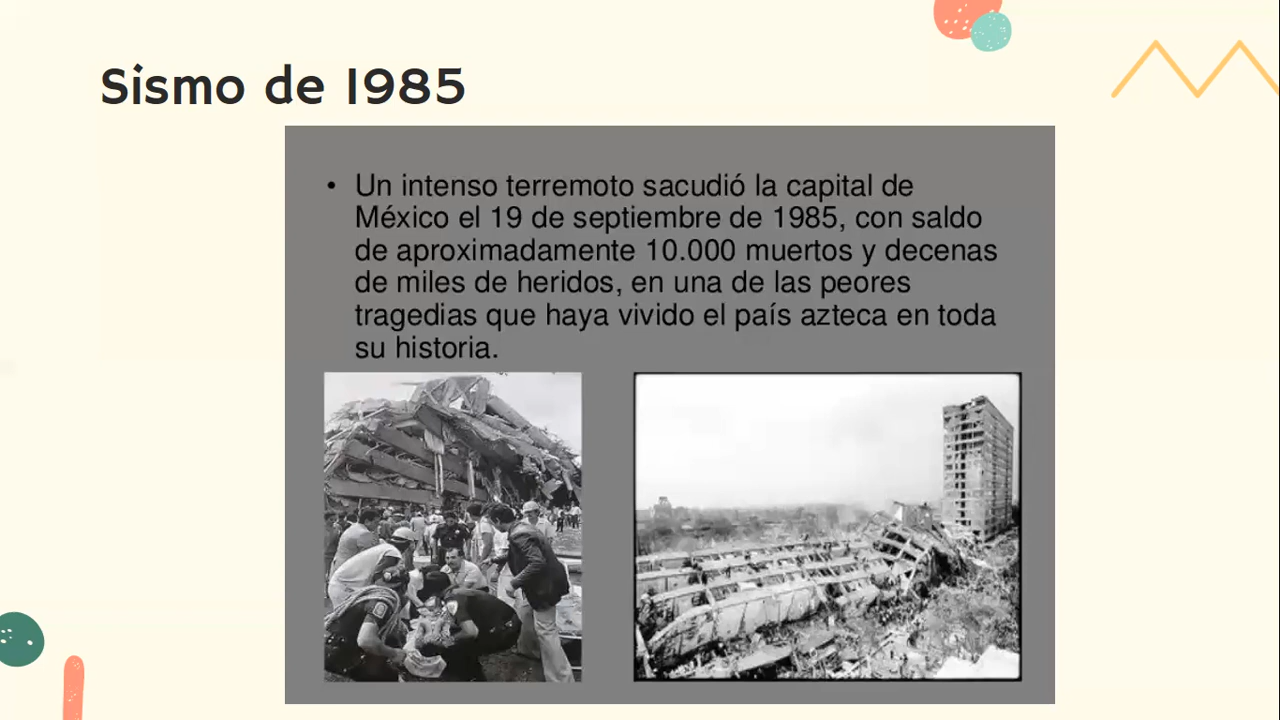 Sismo de 1985
• Un intenso terremoto sacudió la capital de
México el 19 de septiembre de 1985, con saldo
de aproximadamente 10.000 muertos y decenas
de miles de heridos, en una de las peores
tragedias que haya vivido el país azteca en toda
su historia.